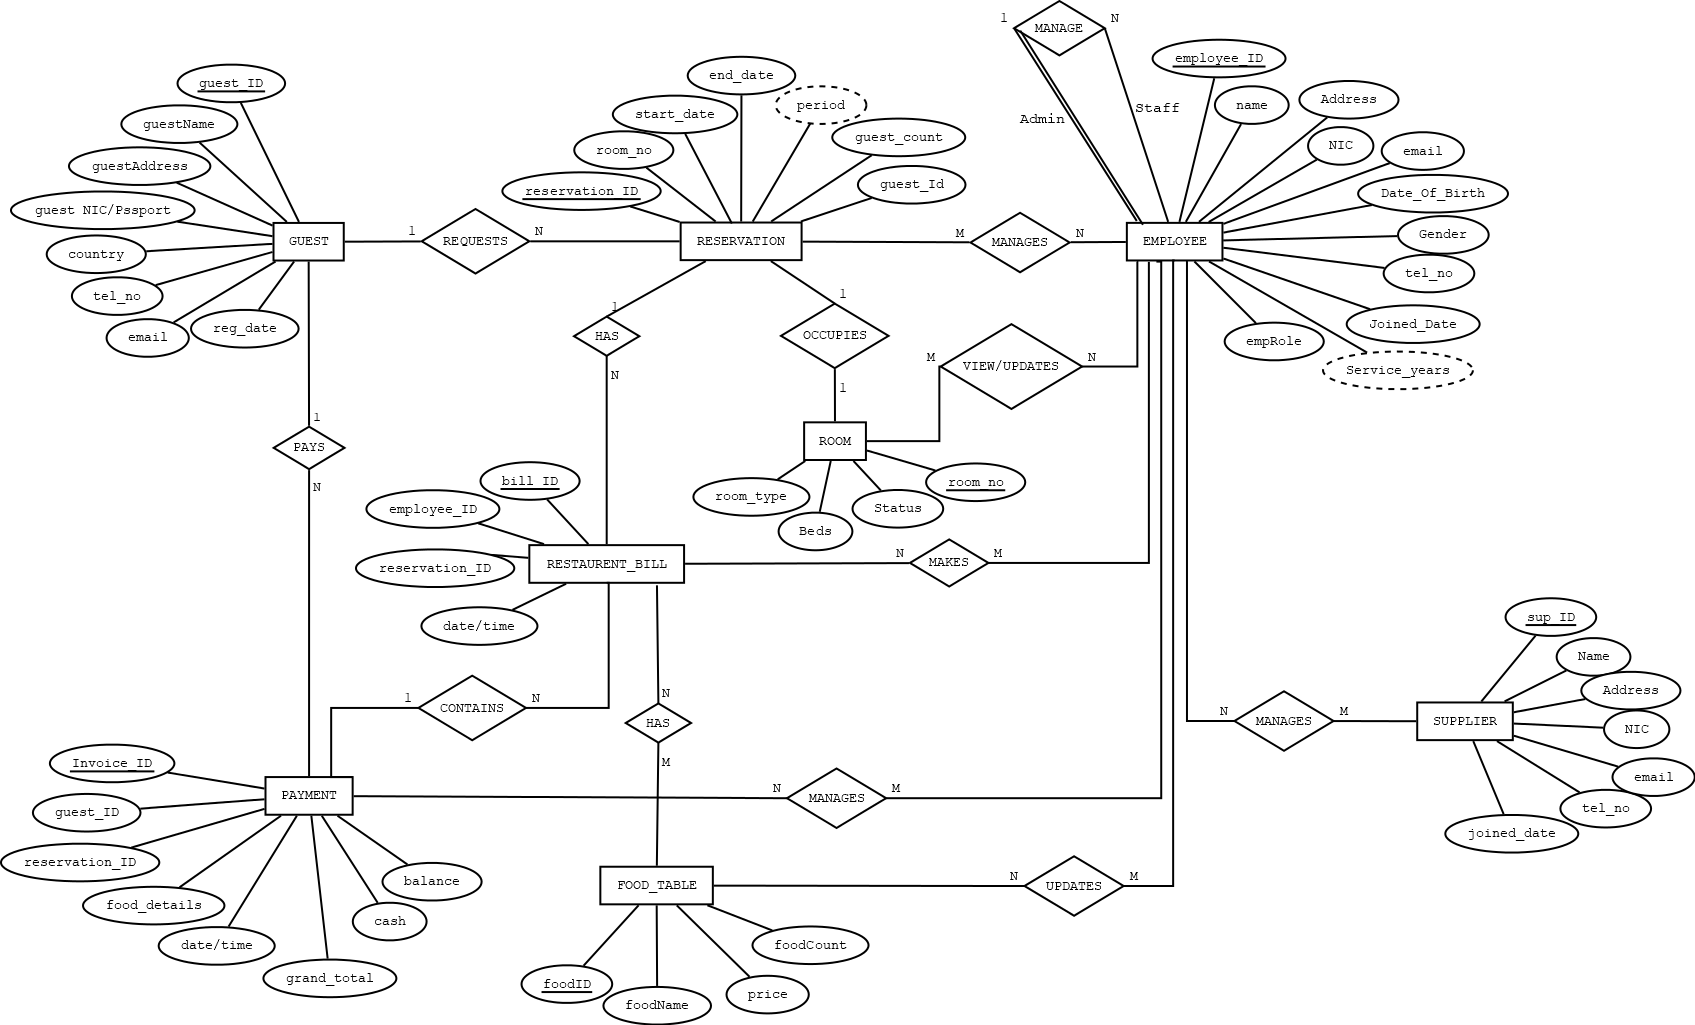 1
MANAGE
N
Admin
Staff
guest_ID
guestName
guestAddress
guest NIC/Pssport
country
tel_no
email
reg_date
GUEST
1
REQUESTS
N
end_date
period
start_date
guest_count
room_no
guest_Id
reservation_ID
RESERVATION
M
MANAGES
N
employee_ID
name
Address
NIC
email
Date_Of_Birth
Gender
tel_no
Joined_Date
empRole
Service_years
EMPLOYEE
1
HAS
N
1
OCCUPIES
1
M
VIEW/UPDATES
N
ROOM
room_type
Beds
Status
room_no
1
PAYS
N
bill_ID
employee_ID
reservation_ID
date/time
RESTAURENT_BILL
N
MAKES
M
1
CONTAINS
N
N
HAS
M
sup_ID
Name
Address
NIC
email
tel_no
joined_date
SUPPLIER
N
MANAGES
M
Invoice_ID
guest_ID
reservation_ID
food_details
date/time
grand_total
cash
balance
PAYMENT
N
MANAGES
M
FOOD_TABLE
N
UPDATES
M
foodID
foodName
price
foodCount